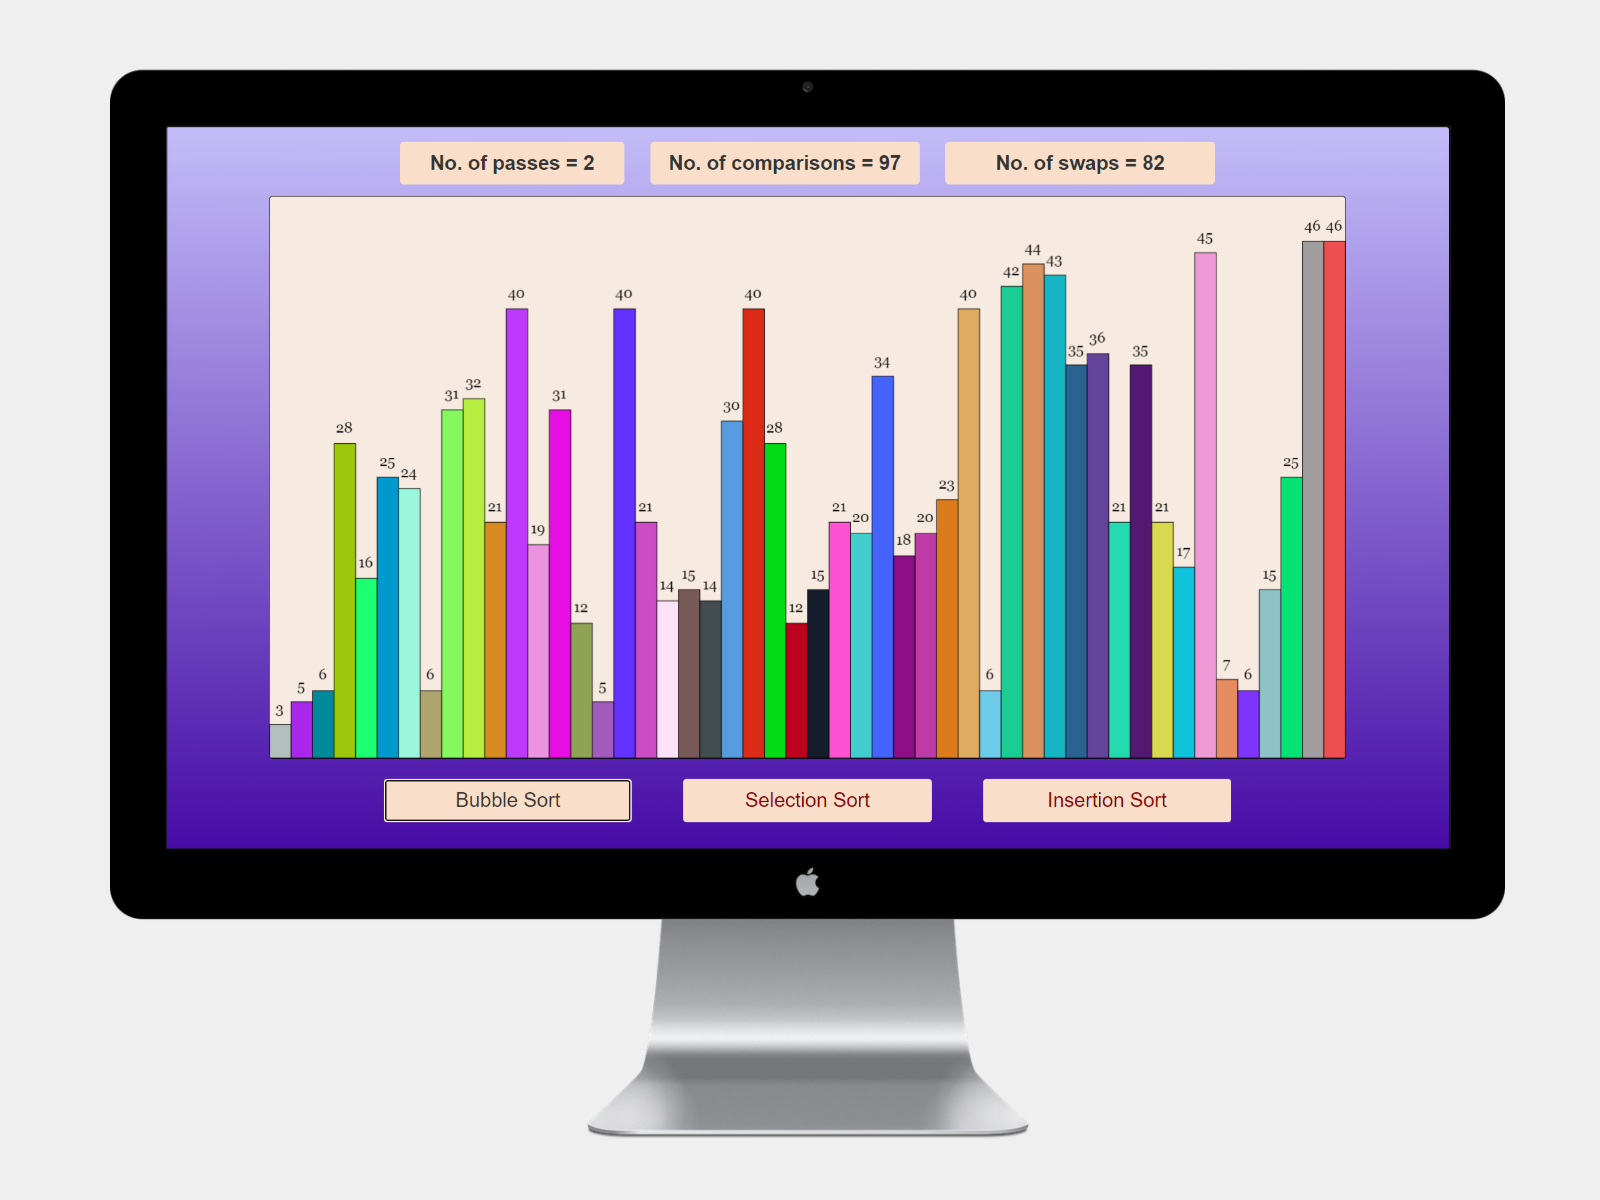 No. of passes = 2 No. of comparisons = 97 No. of swaps = 82
3 5 6 28 16 25 24 6 31 32 21 40 19 31 12 5 40 21 14 15 14 30 40 28 12 15 21 20 34 18 20 23 40 6 42 44 43 35 36 21 35 21 17 45 7 6 15 25 46 46
Bubble Sort Selection Sort Insertion Sort